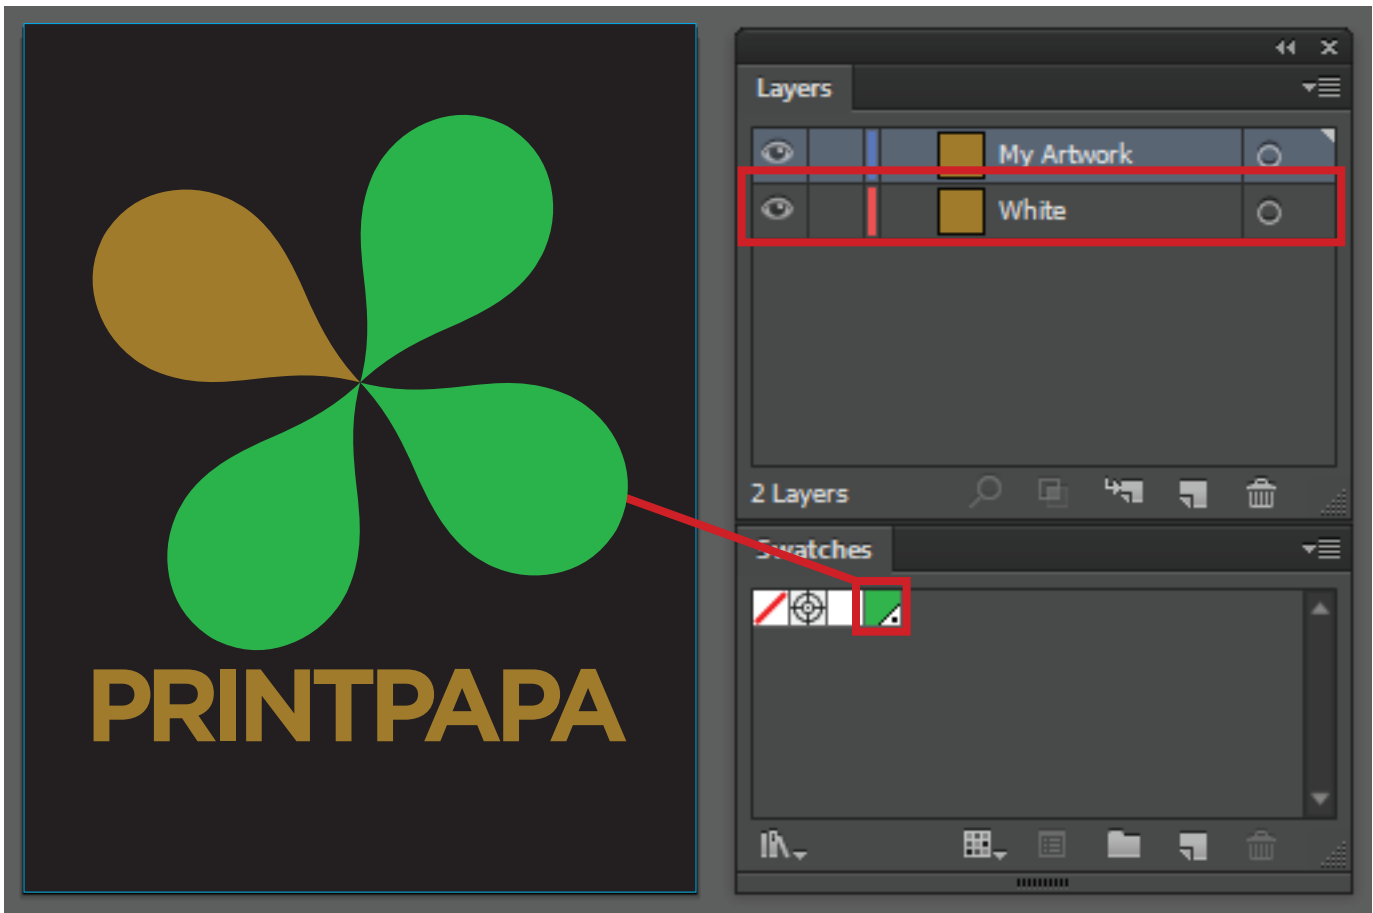 PRINTPAPA
Layers
My Artwork
White
2 Layers
Swatches